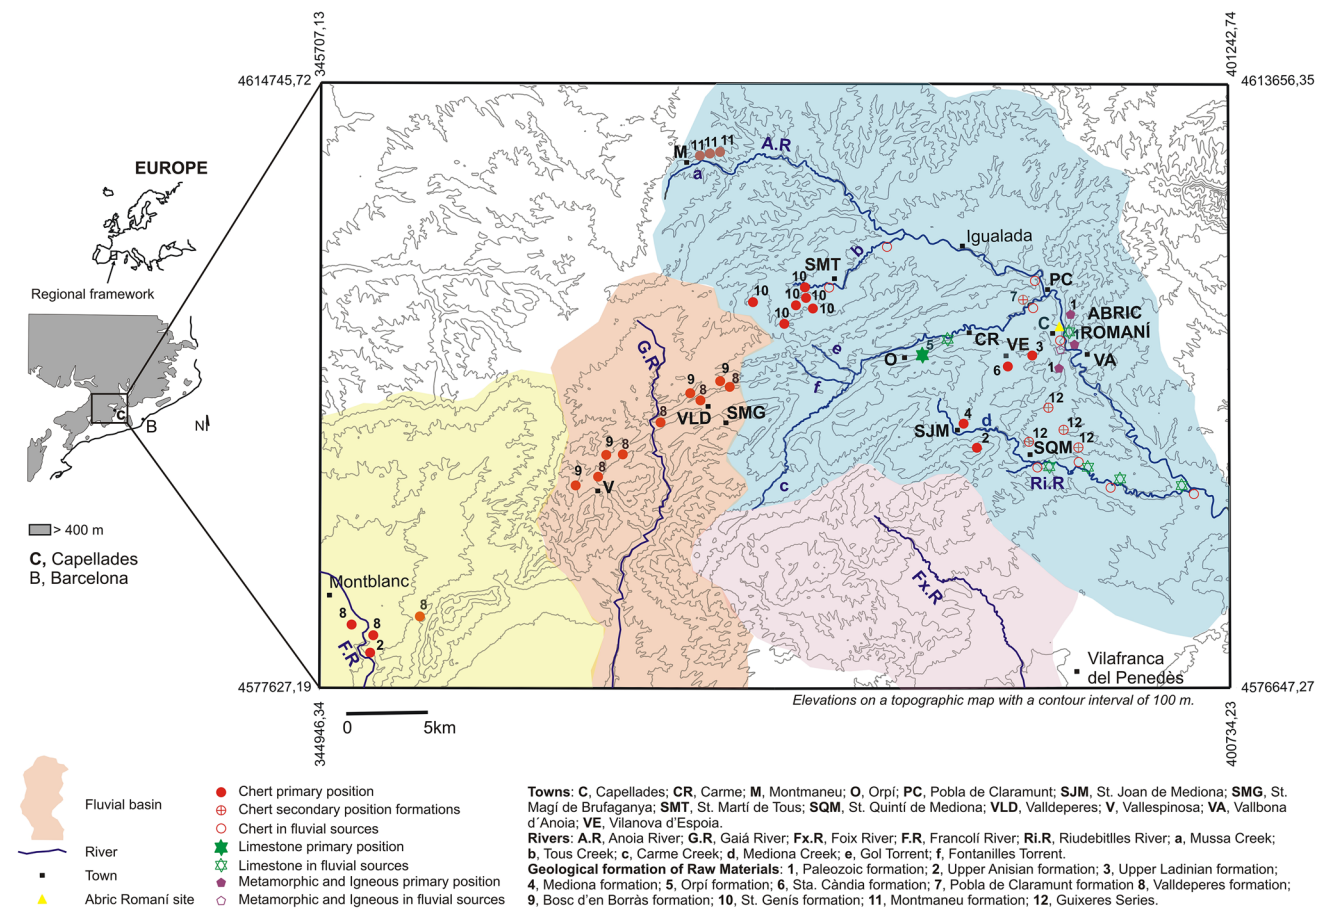 345707,13
401242,74
4614745,72
4613656,35
EUROPE
Regional framework
C
B
N
> 400 m
C, Capellades
B, Barcelona
M
11 11 11
a
A.R
Igualada
b
SMT
10
10
10
10
10
10
PC
7
1
ABRIC
ROMANÍ
C
1
CR
VE
3
VA
O
5
6
1
e
f
G.R
9
8
9
8
VLD
SMG
8
12
12
12
12
4
d
SJM
2
SQM
Ri.R
c
9
8
9
8
V
Fx.R
Montblanc
8
8
8
2
F.R
Vilafranca
del Penedès
4577627,19
4576647,27
Elevations on a topographic map with a contour interval of 100 m.
344946,34
400734,23
0 5km
Fluvial basin
River
Town
Abric Romaní site
Chert primary position
Chert secondary position formations
Chert in fluvial sources
Limestone primary position
Limestone in fluvial sources
Metamorphic and Igneous primary position
Metamorphic and Igneous in fluvial sources
Towns: C, Capellades; CR, Carme; M, Montmaneu; O, Orpí; PC, Pobla de Claramunt; SJM, St. Joan de Mediona; SMG, St.
Magí de Brufaganya; SMT, St. Martí de Tous; SQM, St. Quintí de Mediona; VLD, Valldeperes; V, Vallespinosa; VA, Vallbona
d´Anoia; VE, Vilanova d'Espoia.
Rivers: A.R, Anoia River; G.R, Gaiá River; Fx.R, Foix River; F.R, Francolí River; Ri.R, Riudebitlles River; a, Mussa Creek;
b, Tous Creek; c, Carme Creek; d, Mediona Creek; e, Gol Torrent; f, Fontanilles Torrent.
Geological formation of Raw Materials: 1, Paleozoic formation; 2, Upper Anisian formation; 3, Upper Ladinian formation;
4, Mediona formation; 5, Orpí formation; 6, Sta. Càndia formation; 7, Pobla de Claramunt formation 8, Valldeperes formation;
9, Bosc d'en Borràs formation; 10, St. Genís formation; 11, Montmaneu formation; 12, Guixeres Series.